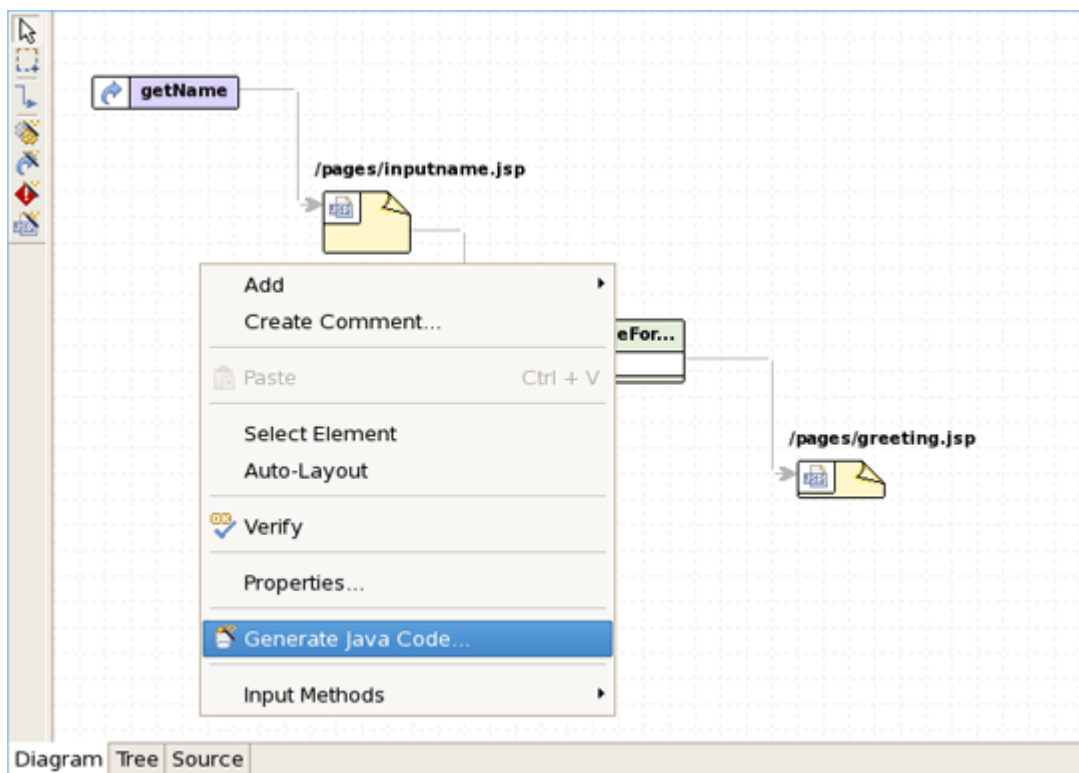 getName
/pages/inputname.jsp
Add
Create Comment...
eFor...
Paste Ctrl + V
Select Element
Auto-Layout
/pages/greeting.jsp
Verify
Properties...
Generate Java Code...
Input Methods
Diagram Tree Source